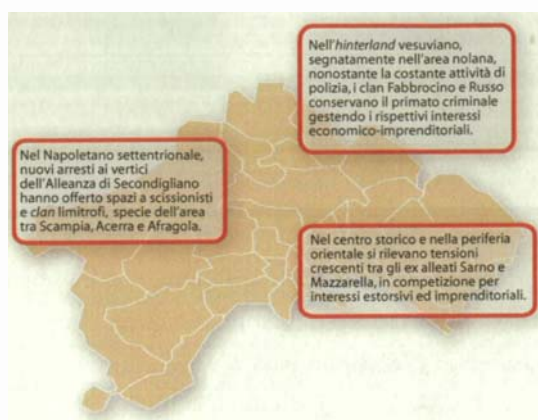 Nell'hinterland vesuviano,
segnatamente nell'area nolana,
nonostante la costante attività di
polizia, i clan Fabbrocino e Russo
conservano il primato criminale
gestendo i rispettivi interessi
economico-imprenditoriali.
Nel Napoletano settentrionale,
nuovi arresti ai vertici
dell'Alleanza di Secondigliano
hanno offerto spazi a scissionisti
e clan limitrofi, specie dell'area
tra Scampia, Acerra e Afragola.
Nel centro storico e nella periferia
orientale si rilevano tensioni
crescenti tra gli ex alleati Sarno e
Mazzarella, in competizione per
interessi estorsivi ed imprenditoriali.